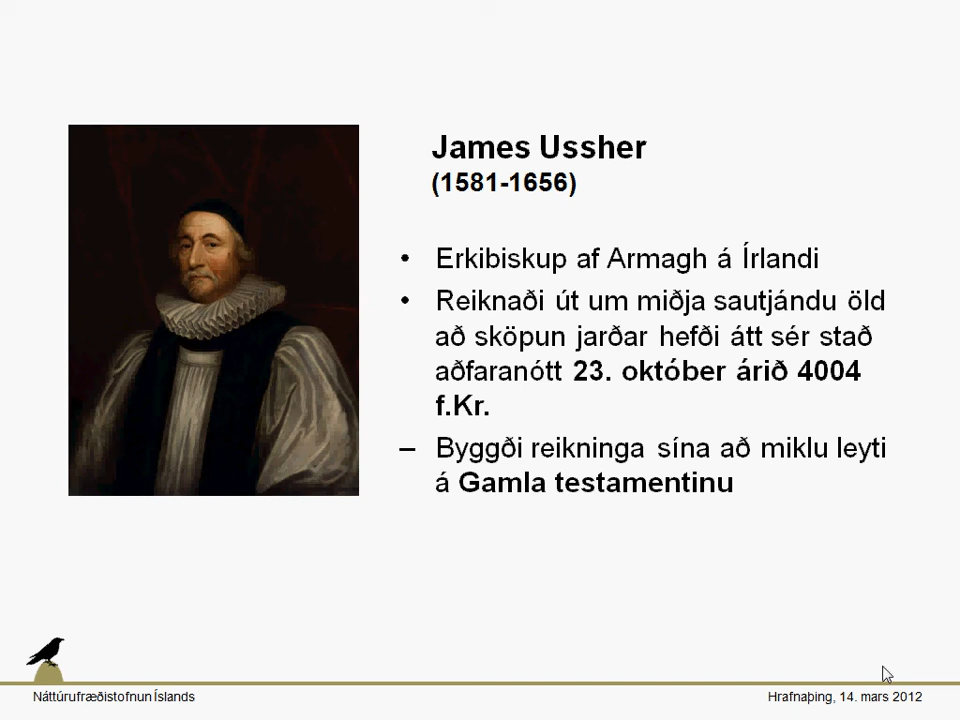 James Ussher
(1581-1656)
• Erkibiskup af Armagh á Írlandi
• Reiknaði út um miðja sautjándu öld
að sköpun jarðar hefði átt sér stað
aðfaranótt 23. október árið 4004
f.Kr.
– Byggði reikninga sína að miklu leyti
á Gamla testamentinu
Náttúrufræðistofnun Íslands
Hrafnaþing, 14. mars 2012